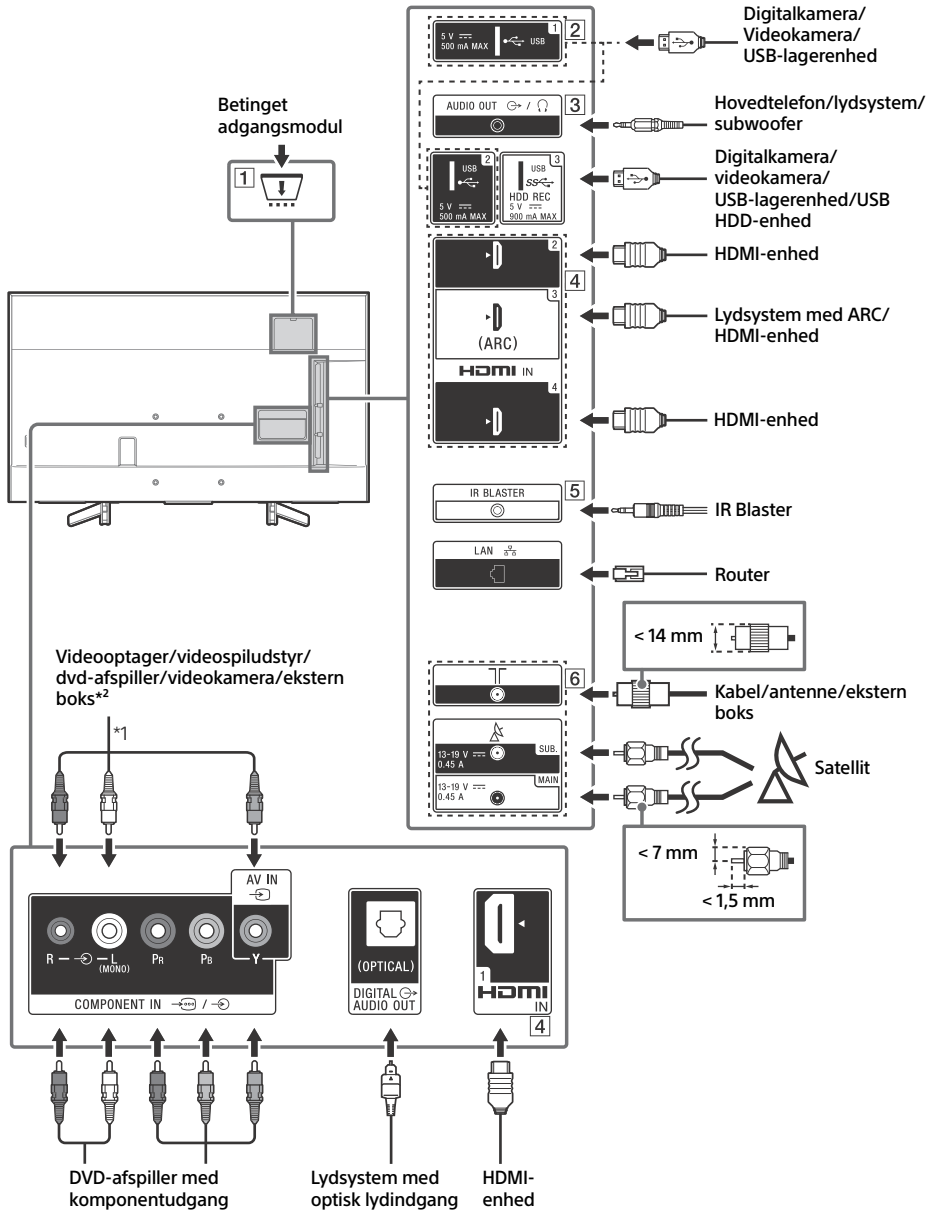 Digitalkamera/
Videokamera/
USB-lagerenhed
5 V
500 mA MAX
USB
1
2
Betinget
adgangsmodul
1
AUDIO OUT
/
3
Hovedtelefon/lydsystem/
subwoofer
USB
2
5 V
500 mA MAX
USB
3
SS
HDD REC
5 V
900 mA MAX
Digitalkamera/
videokamera/
USB-lagerenhed/USB
HDD-enhed
2
HDMI-enhed
4
3
(ARC)
Lydsystem med ARC/
HDMI-enhed
HDMI IN
4
HDMI-enhed
IR BLASTER
5
IR Blaster
LAN
Router
< 14 mm
6
Kabel/antenne/ekstern
boks
13-19 V
0.45 A
SUB.
13-19 V
0.45 A
MAIN
Satellit
< 7 mm
< 1,5 mm
Videooptager/videospiludstyr/
dvd-afspiller/videokamera/ekstern
boks*2
*1
AV IN
R
L
(MONO)
PR
PB
Y
COMPONENT IN
/
(OPTICAL)
DIGITAL
AUDIO OUT
1
HDMI
IN
4
DVD-afspiller med
komponentudgang
Lydsystem med
optisk lydindgang
HDMI-
enhed